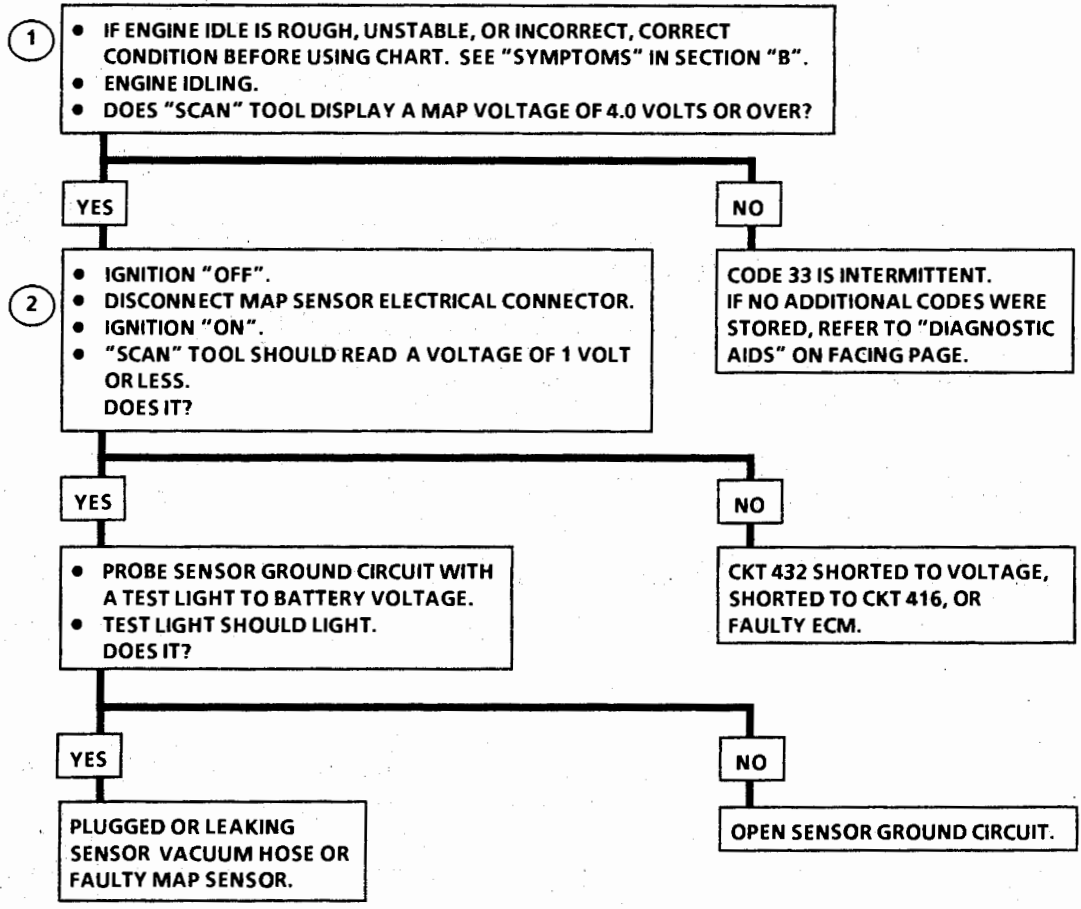 1
• IF ENGINE IDLE IS ROUGH, UNSTABLE, OR INCORRECT, CORRECT
CONDITION BEFORE USING CHART. SEE "SYMPTOMS" IN SECTION "B".
• ENGINE IDLING.
• DOES "SCAN" TOOL DISPLAY A MAP VOLTAGE OF 4.0 VOLTS OR OVER?
YES
NO
2
• IGNITION "OFF".
• DISCONNECT MAP SENSOR ELECTRICAL CONNECTOR.
• IGNITION "ON".
• "SCAN" TOOL SHOULD READ A VOLTAGE OF 1 VOLT
OR LESS.
DOES IT?
CODE 33 IS INTERMITTENT.
IF NO ADDITIONAL CODES WERE
STORED, REFER TO "DIAGNOSTIC
AIDS" ON FACING PAGE.
YES
NO
• PROBE SENSOR GROUND CIRCUIT WITH
A TEST LIGHT TO BATTERY VOLTAGE.
• TEST LIGHT SHOULD LIGHT.
DOES IT?
CKT 432 SHORTED TO VOLTAGE,
SHORTED TO CKT 416, OR
FAULTY ECM.
YES
NO
PLUGGED OR LEAKING
SENSOR VACUUM HOSE OR
FAULTY MAP SENSOR.
OPEN SENSOR GROUND CIRCUIT.